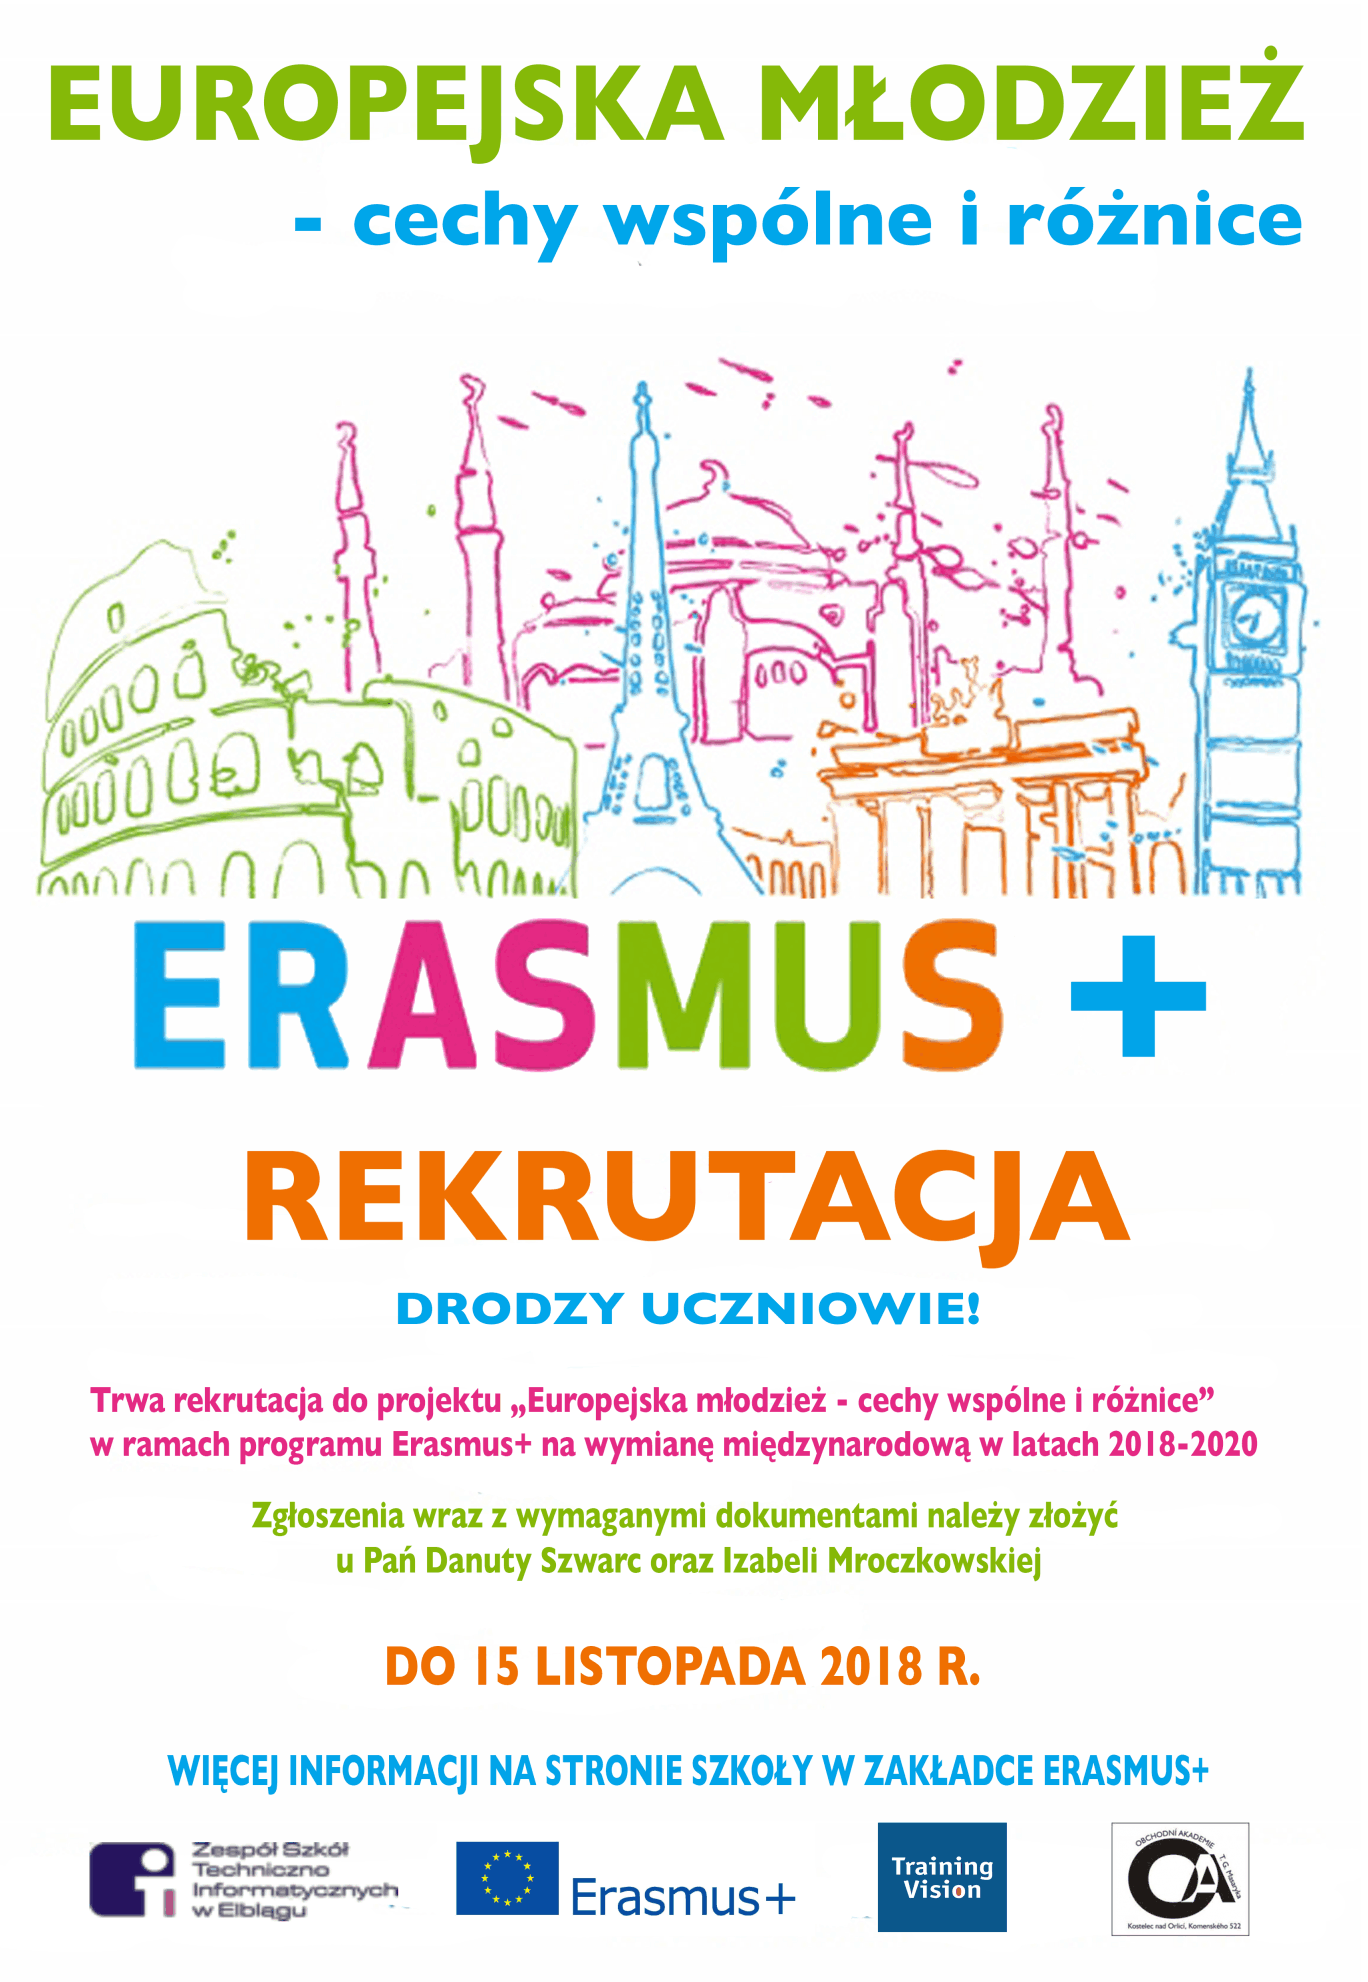 EUROPEJSKA MŁODZIEŻ
- cechy wspólne i różnice
ERASMUS +
REKRUTACJA
DRODZY UCZNIOWIE!
Trwa rekrutacja do projektu „Europejska młodzież - cechy wspólne i różnice”
w ramach programu Erasmus+ na wymianę międzynarodową w latach 2018-2020
Zgłoszenia wraz z wymaganymi dokumentami należy złożyć
u Pań Danuty Szwarc oraz Izabeli Mroczkowskiej
DO 15 LISTOPADA 2018 R.
WIĘCEJ INFORMACJI NA STRONIE SZKOŁY W ZAKŁADCE ERASMUS+
Zespół Szkół
Techniczno
Informatycznych
w Elblągu
Erasmus+
Training
Vision
OBCHODNÍ AKADEMIE
T. G. Masaryka
OA
Kostelec nad Orlicí, Komenského 522